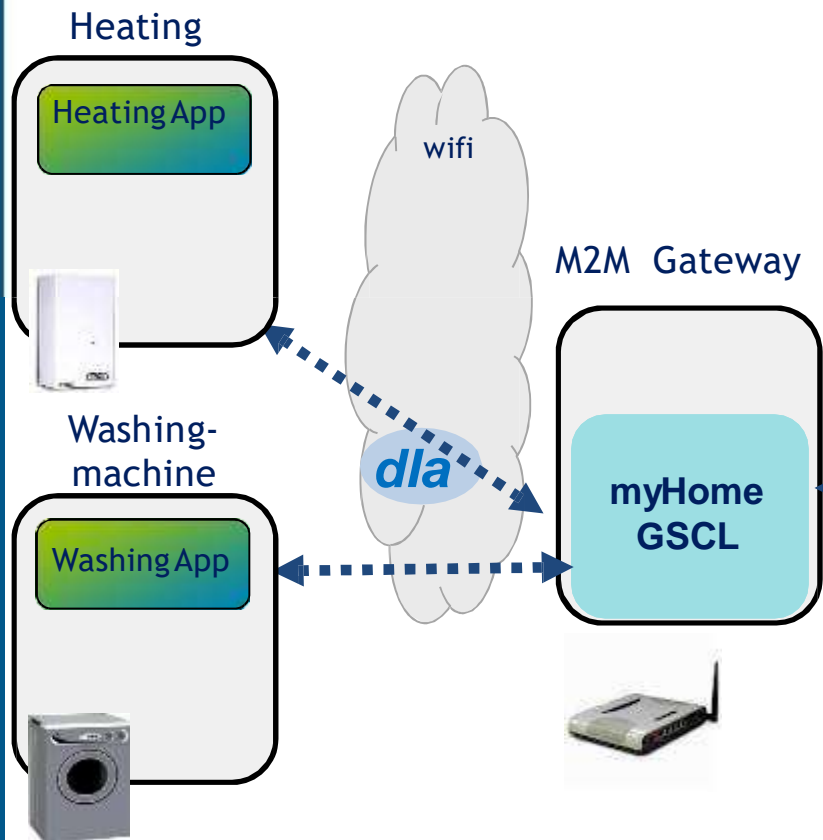 Heating
Heating App
wifi
M2M Gateway
Washing-
machine
dla
myHome
GSCL
Washing App